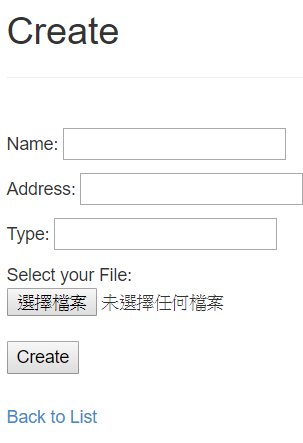 Create
Name:
Address:
Type:
Select your File:
選擇檔案 未選擇任何檔案
Create
Back to List